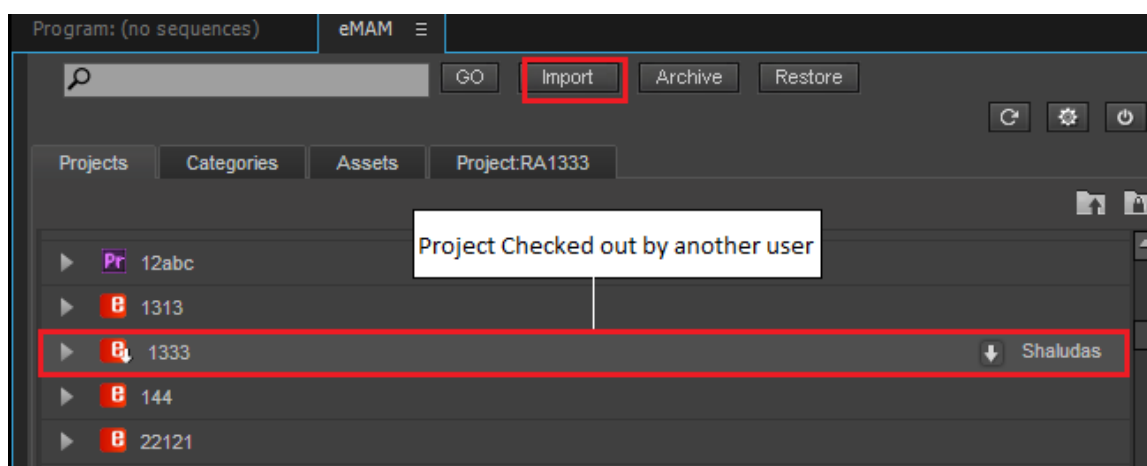 Program: (no sequences) eMAM
GO Import Archive Restore
Projects Categories Assets Project:RA1333
Project Checked out by another user
Pr 12abc
e 1313
e 1333 Shaludas
e 144
e 22121